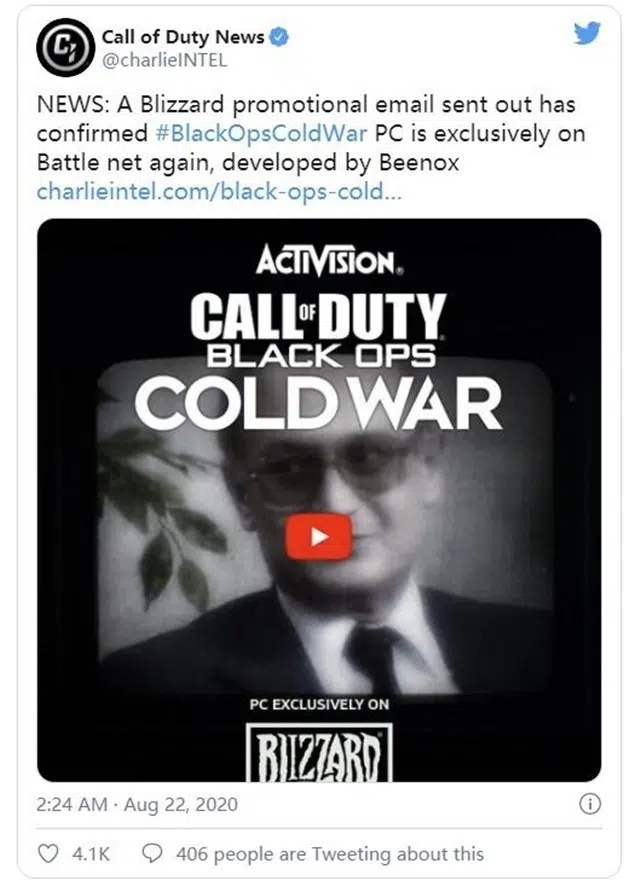 Call of Duty News
@charlieINTEL
NEWS: A Blizzard promotional email sent out has
confirmed #BlackOpsColdWar PC is exclusively on
Battle net again, developed by Beenox
charlieintel.com/black-ops-cold...
ACTIVISION®
CALL OF DUTY
BLACK OPS
COLD WAR
PC EXCLUSIVELY ON
BLIZZARD
2:24 AM · Aug 22, 2020
4.1K 406 people are Tweeting about this